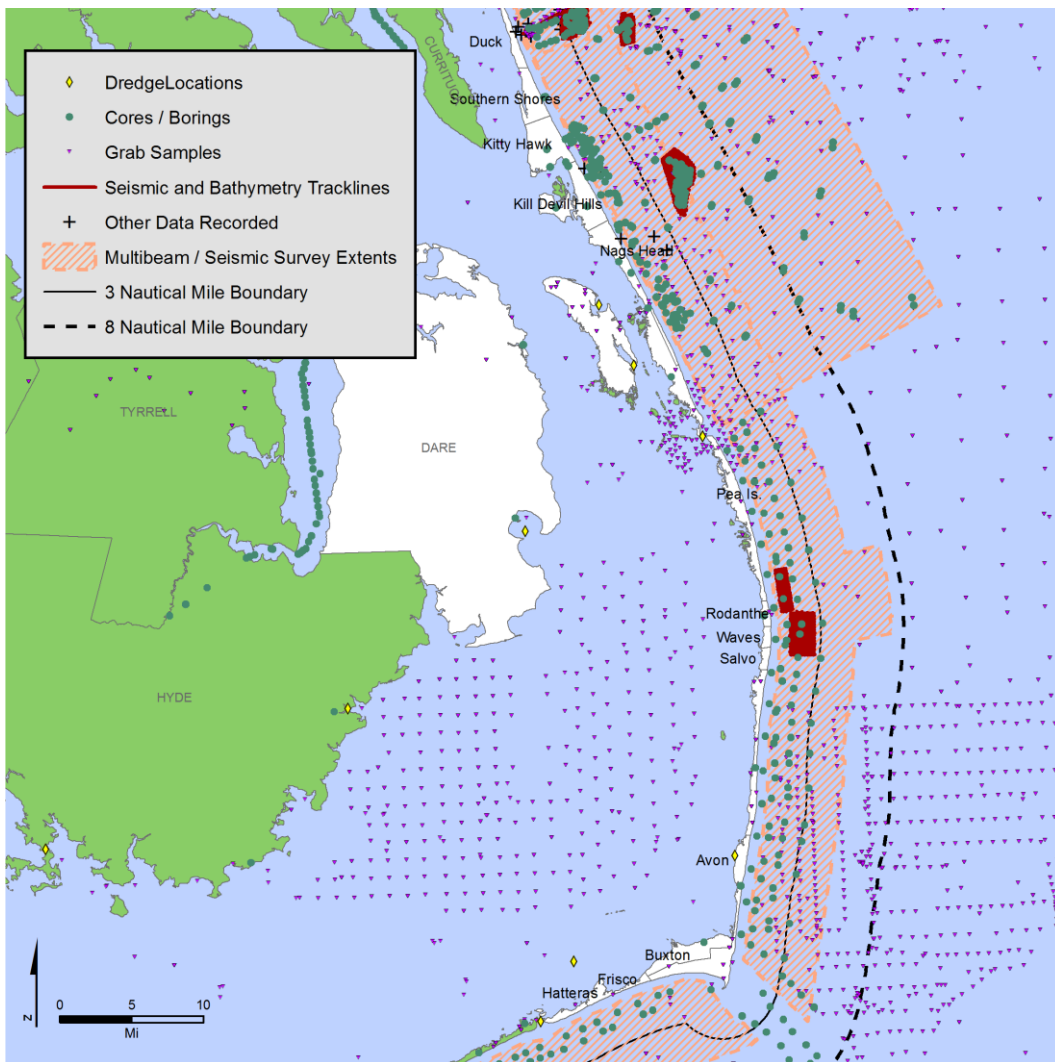 Duck
CURRITUCK
DredgeLocations
Cores / Borings
Grab Samples
Seismic and Bathymetry Tracklines
Other Data Recorded
Multibeam / Seismic Survey Extents
3 Nautical Mile Boundary
8 Nautical Mile Boundary
Southern Shores
Kitty Hawk
Kill Devil Hills
Nags Head
TYRRELL
DARE
Pea Is.
Rodanthe
Waves
Salvo
HYDE
Avon
Buxton
Frisco
Hatteras
N
0 5 10
Mi